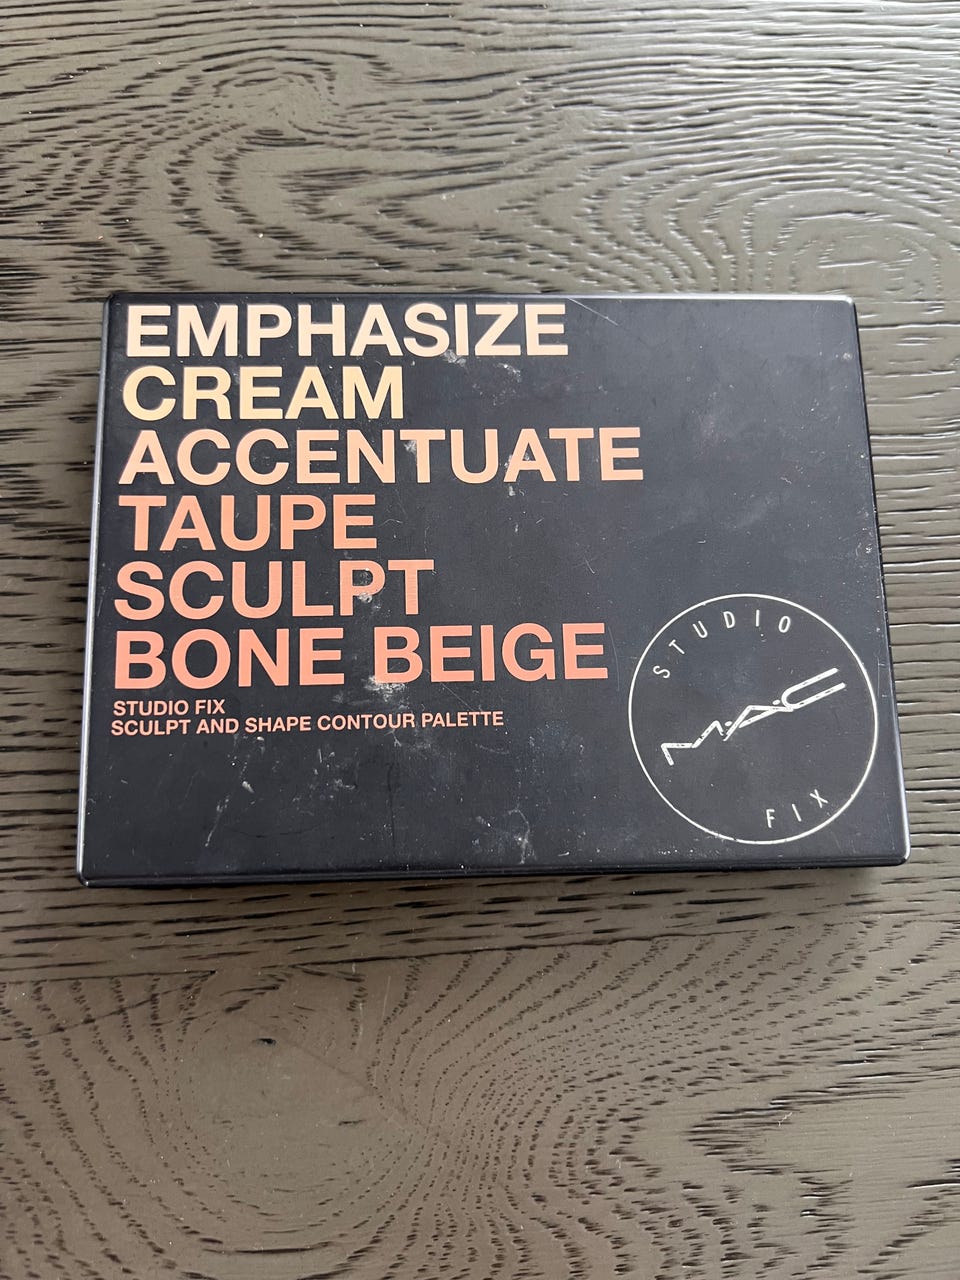 EMPHASIZE
CREAM
ACCENTUATE
TAUPE
SCULPT
BONE BEIGE
STUDIO FIX
SCULPT AND SHAPE CONTOUR PALETTE
STUDIO
M·A·C
FIX